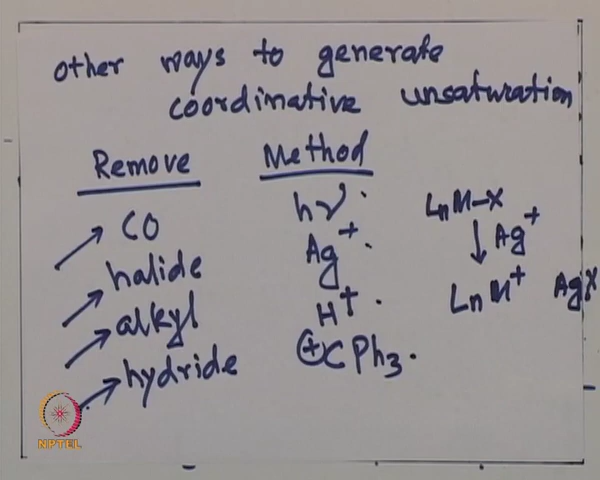 other ways to generate
coordinative unsaturation
Remove Method
CO hν
halide Ag⁺
alkyl H⁺
hydride ⊕CPh₃
LnM-X
↓ Ag⁺
LnM⁺ AgX
NPTEL